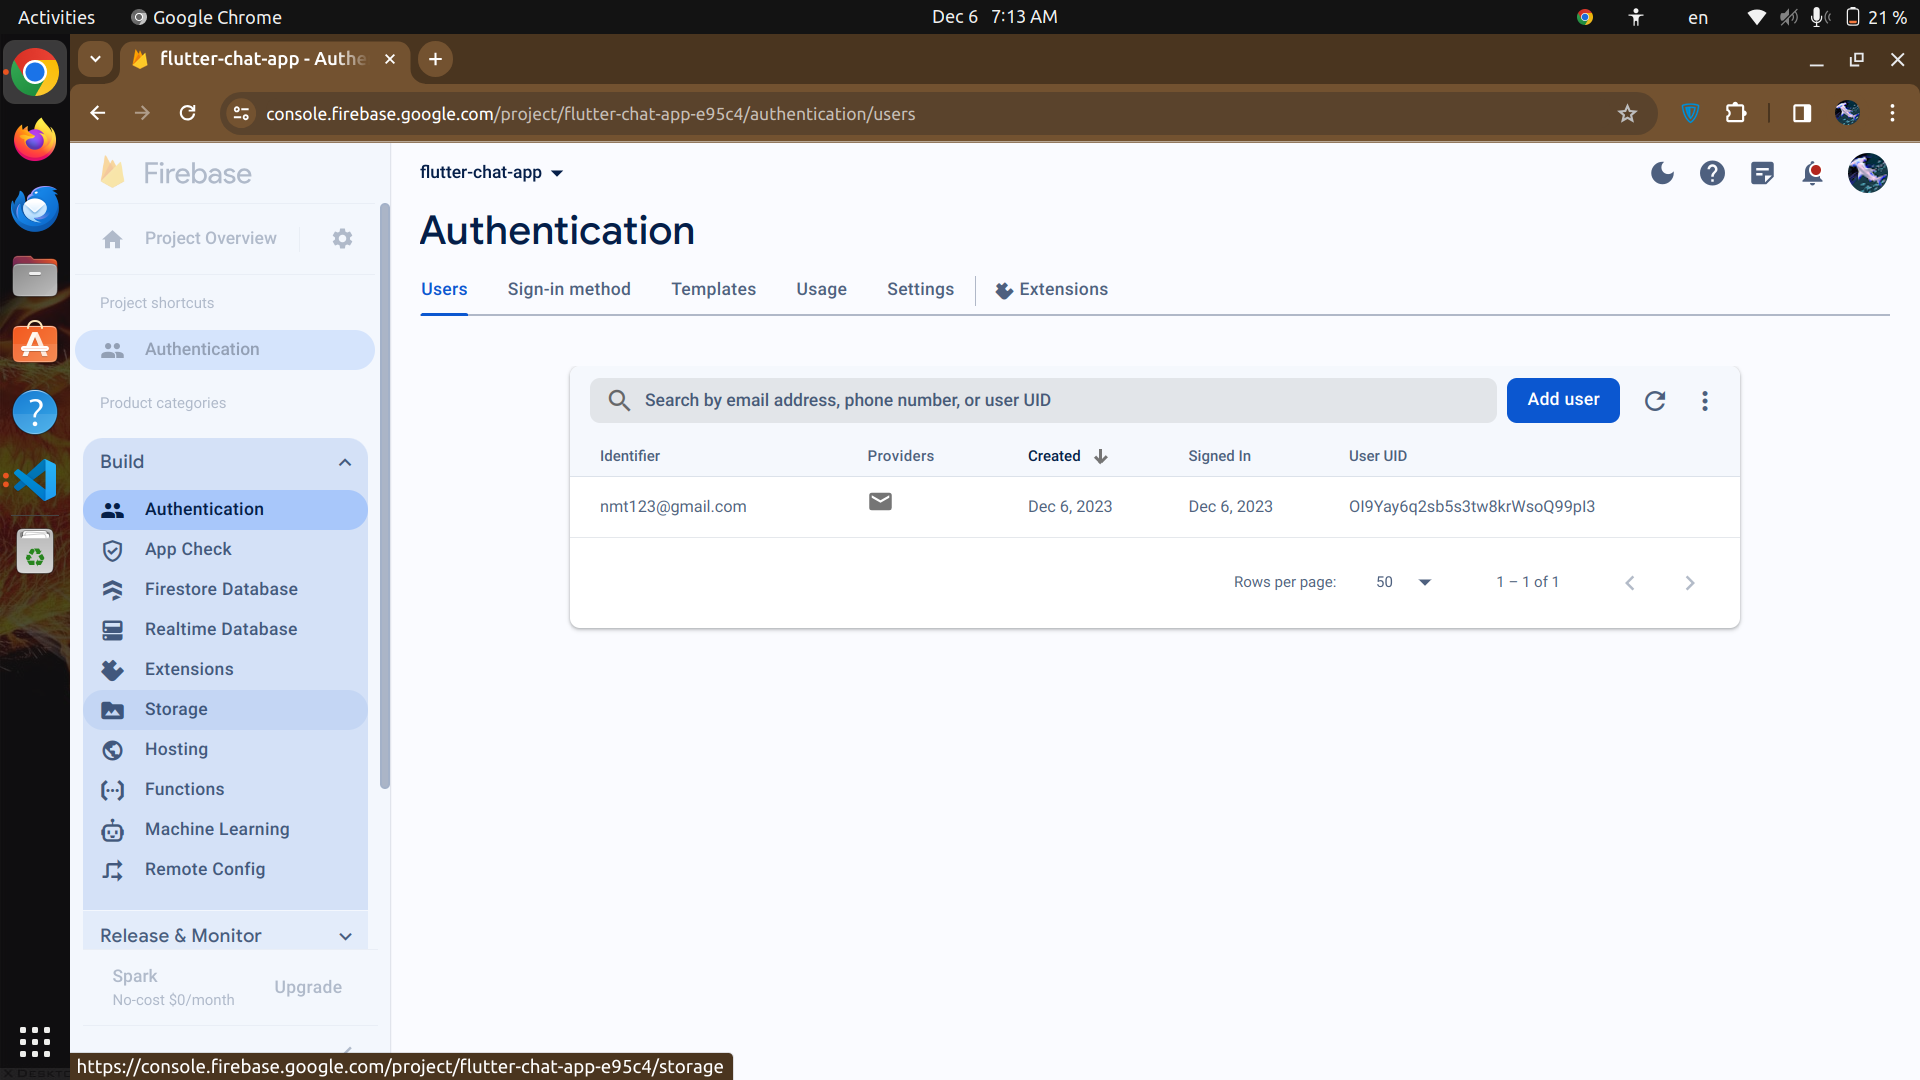 Activities
Google Chrome
Dec 6 7:13 AM
en
21 %
flutter-chat-app - Authe
console.firebase.google.com/project/flutter-chat-app-e95c4/authentication/users
Firebase
flutter-chat-app
Project Overview
Authentication
Users
Sign-in method
Templates
Usage
Settings
Extensions
Project shortcuts
Authentication
Product categories
Build
Authentication
App Check
Firestore Database
Realtime Database
Extensions
Storage
Hosting
Functions
Machine Learning
Remote Config
Release & Monitor
Spark
No-cost $0/month
Upgrade
Search by email address, phone number, or user UID
Add user
Identifier
Providers
Created
Signed In
User UID
nmt123@gmail.com
Dec 6, 2023
Dec 6, 2023
OI9Yay6q2sb5s3tw8krWsoQ99pI3
Rows per page:
50
1 – 1 of 1
https://console.firebase.google.com/project/flutter-chat-app-e95c4/storage